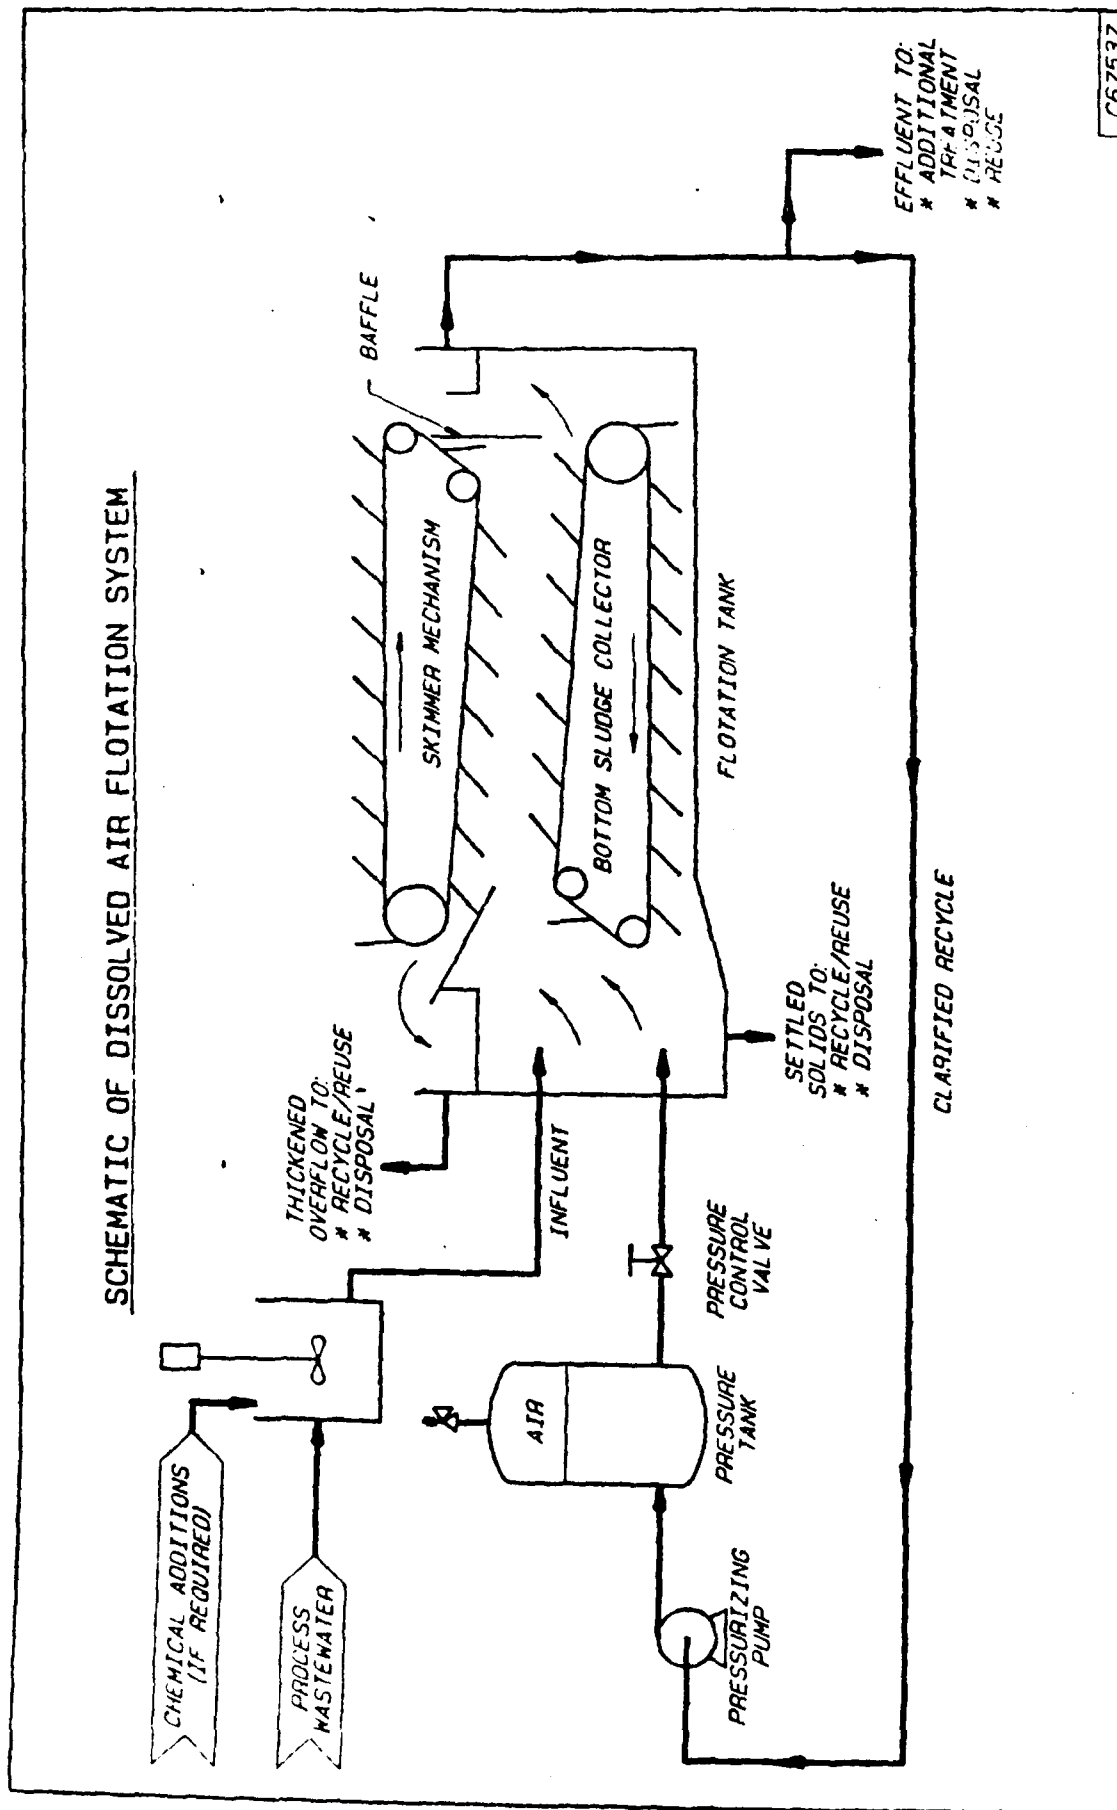 SCHEMATIC OF DISSOLVED AIR FLOTATION SYSTEM
CHEMICAL ADDITIONS
(IF REQUIRED)
PROCESS
WASTEWATER
THICKENED
OVERFLOW TO:
* RECYCLE/REUSE
* DISPOSAL
INFLUENT
AIR
PRESSURIZING
PUMP
PRESSURE
TANK
PRESSURE
CONTROL
VALVE
SKIMMER MECHANISM
BAFFLE
BOTTOM SLUDGE COLLECTOR
FLOTATION TANK
SETTLED
SOLIDS TO:
* RECYCLE/REUSE
* DISPOSAL
CLARIFIED RECYCLE
EFFLUENT TO:
* ADDITIONAL
TREATMENT
* DISPOSAL
* REUSE